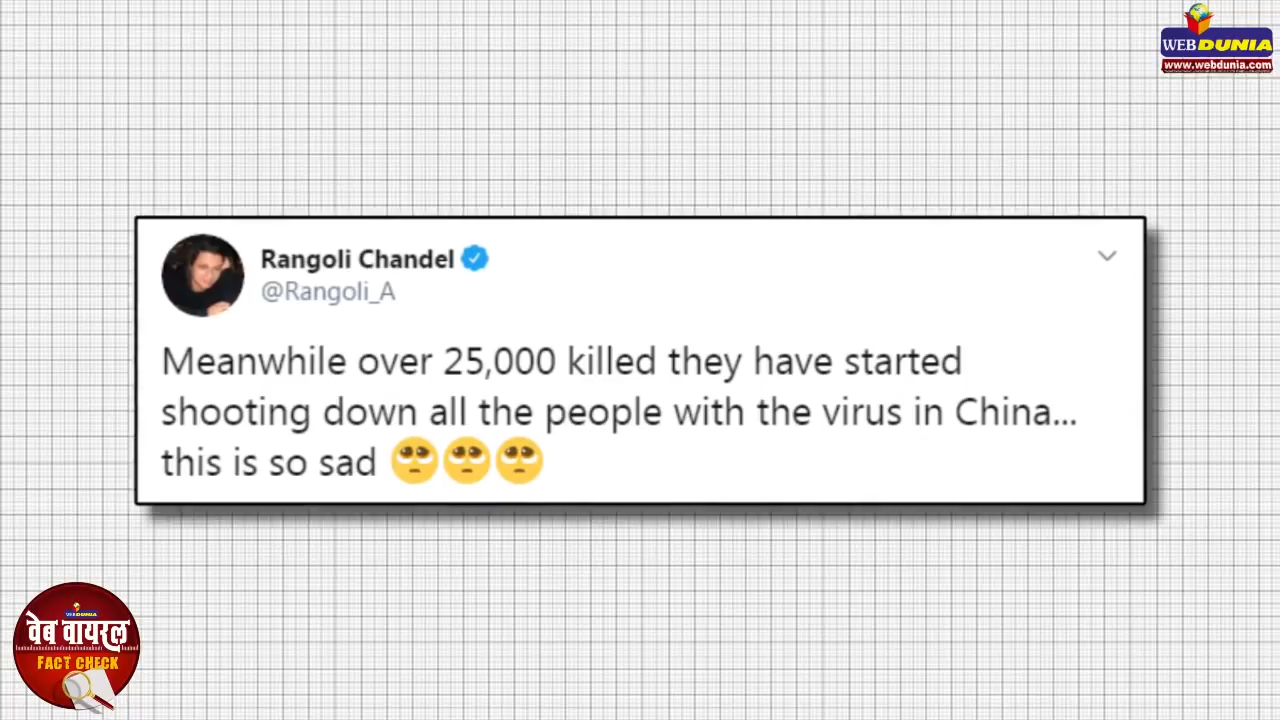 WEBDUNIA
www.webdunia.com
Rangoli Chandel
@Rangoli_A
Meanwhile over 25,000 killed they have started
shooting down all the people with the virus in China...
this is so sad 🥺🥺🥺
WEBDUNIA
वेब वायरल
FACT CHECK